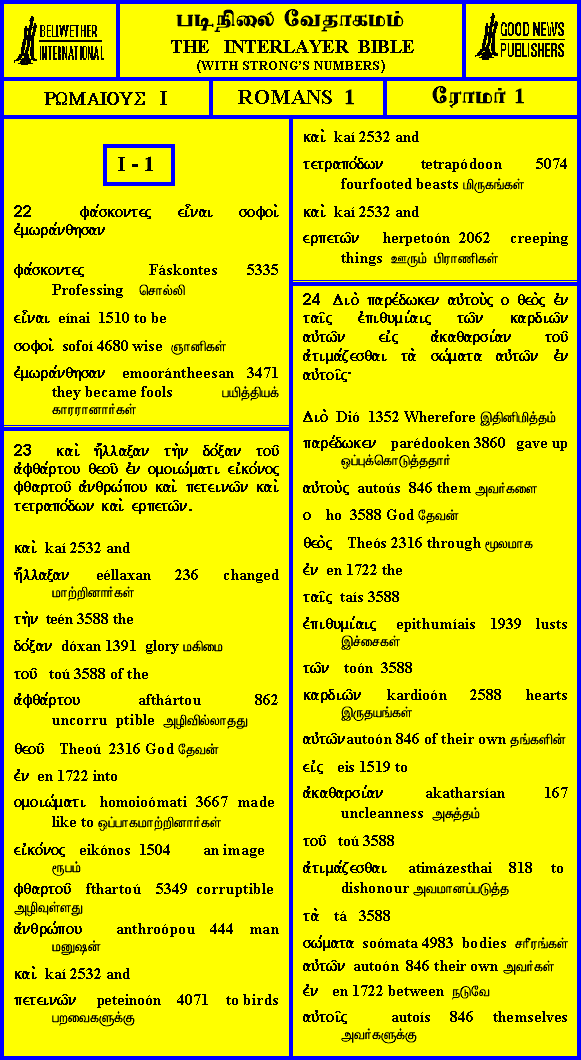 BELLWETHER
INTERNATIONAL
படிநிலை வேதாகமம்
THE INTERLAYER BIBLE
(WITH STRONG'S NUMBERS)
GOOD NEWS
PUBLISHERS
ΡΩΜΑΙΟΥΣ I
ROMANS 1
ரோமர் 1
I - 1
22 φάσκοντες εἶναι σοφοὶ
ἐμωράνθησαν
φάσκοντες Fáskontes 5335
Professing சொல்லி
εἶναι eínai 1510 to be
σοφοὶ sofoí 4680 wise ஞானிகள்
ἐμωράνθησαν emoorántheesan 3471
they became fools பயித்தியக்
காரரானார்கள்
23 καὶ ἤλλαξαν τὴν δόξαν τοῦ
ἀφθάρτου θεοῦ ἐν ομοιώματι εἰκόνος
φθαρτοῦ ἀνθρώπου καὶ πετεινῶν καὶ
τετραπόδων καὶ ερπετῶν.
καὶ kaí 2532 and
ἤλλαξαν eéllaxan 236 changed
மாற்றினார்கள்
τὴν teén 3588 the
δόξαν dóxan 1391 glory மகிமை
τοῦ toú 3588 of the
ἀφθάρτου afthártou 862
uncorru ptible அழிவில்லாதது
θεοῦ Theoú 2316 God தேவன்
ἐν en 1722 into
ομοιώματι homoioómati 3667 made
like to ஒப்பாகமாற்றினார்கள்
εἰκόνος eikónos 1504 an image
ரூபம்
φθαρτοῦ fthartoú 5349 corruptible
அழிவுள்ளது
ἀνθρώπου anthroópou 444 man
மனுஷன்
καὶ kaí 2532 and
πετεινῶν peteinoón 4071 to birds
பறவைகளுக்கு
καὶ kaí 2532 and
τετραπόδων tetrapódoon 5074
fourfooted beasts மிருகங்கள்
καὶ kaí 2532 and
ερπετῶν herpetoón 2062 creeping
things ஊரும் பிராணிகள்
24 Διὸ παρέδωκεν αὐτοὺς ο θεὸς ἐν
ταῖς ἐπιθυμίαις τῶν καρδιῶν
αὐτῶν εἰς ἀκαθαρσίαν τοῦ
ἀτιμάζεσθαι τὰ σώματα αὐτῶν ἐν
αὐτοῖς·
Διὸ Dió 1352 Wherefore இதினிமித்தம்
παρέδωκεν parédooken 3860 gave up
ஒப்புக்கொடுத்ததார்
αὐτοὺς autoús 846 them அவர்களை
ο ho 3588 God தேவன்
θεὸς Theós 2316 through மூலமாக
ἐν en 1722 the
ταῖς taís 3588
ἐπιθυμίαις epithumíais 1939 lusts
இச்சைகள்
τῶν toón 3588
καρδιῶν kardioón 2588 hearts
இருதயங்கள்
αὐτῶν autoón 846 of their own தங்களின்
εἰς eis 1519 to
ἀκαθαρσίαν akatharsían 167
uncleanness அசுத்தம்
τοῦ toú 3588
ἀτιμάζεσθαι atimázesthai 818 to
dishonour அவமானப்படுத்த
τὰ tá 3588
σώματα soómata 4983 bodies சரீரங்கள்
αὐτῶν autoón 846 their own அவர்கள்
ἐν en 1722 between நடுவே
αὐτοῖς autoís 846 themselves
அவர்களுக்கு